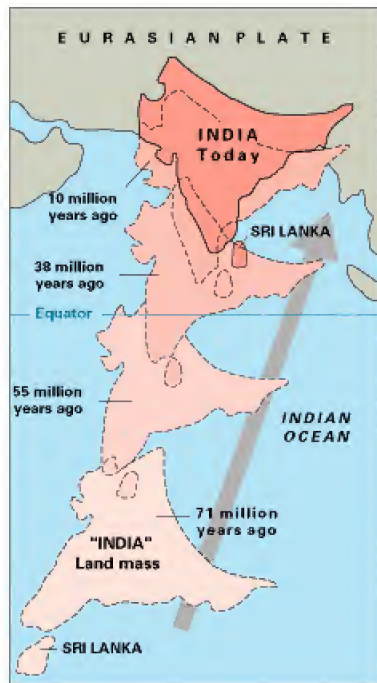 EURASIAN PLATE
INDIA
Today
10 million
years ago
SRI LANKA
38 million
years ago
Equator
55 million
years ago
INDIAN
OCEAN
71 million
years ago
"INDIA"
Land mass
SRI LANKA